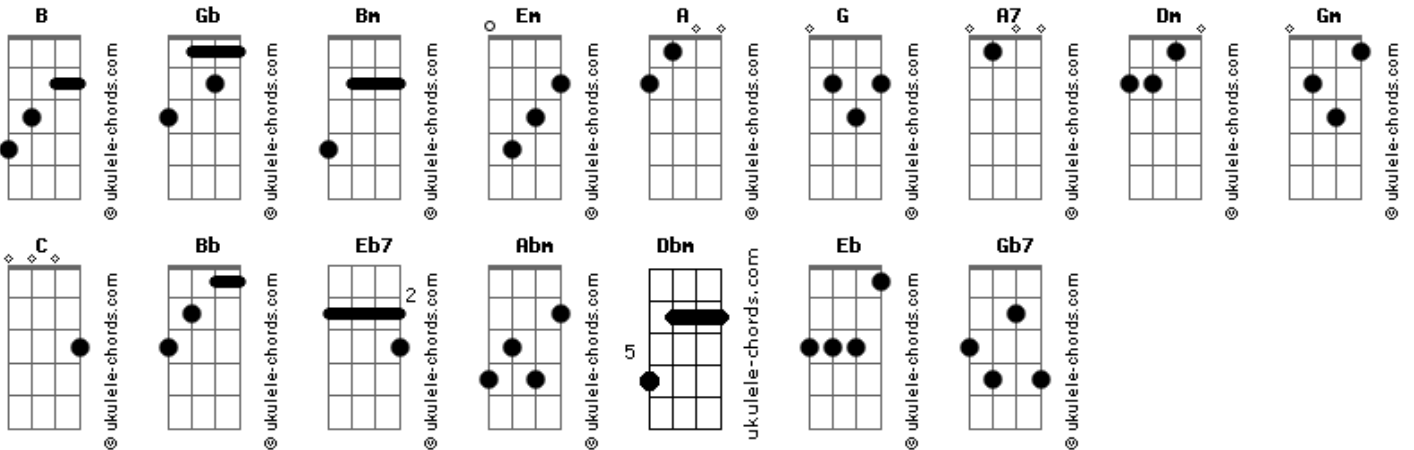 B Gb Bm Em A G A7 Dm Gm
© ukulele-chords.com © ukulele-chords.com © ukulele-chords.com © ukulele-chords.com © ukulele-chords.com © ukulele-chords.com © ukulele-chords.com © ukulele-chords.com © ukulele-chords.com
C Bb Eb7 Abm Dbm Eb Gb7
2
5
© ukulele-chords.com © ukulele-chords.com © ukulele-chords.com © ukulele-chords.com ukulele-chords.com © ukulele-chords.com © ukulele-chords.com